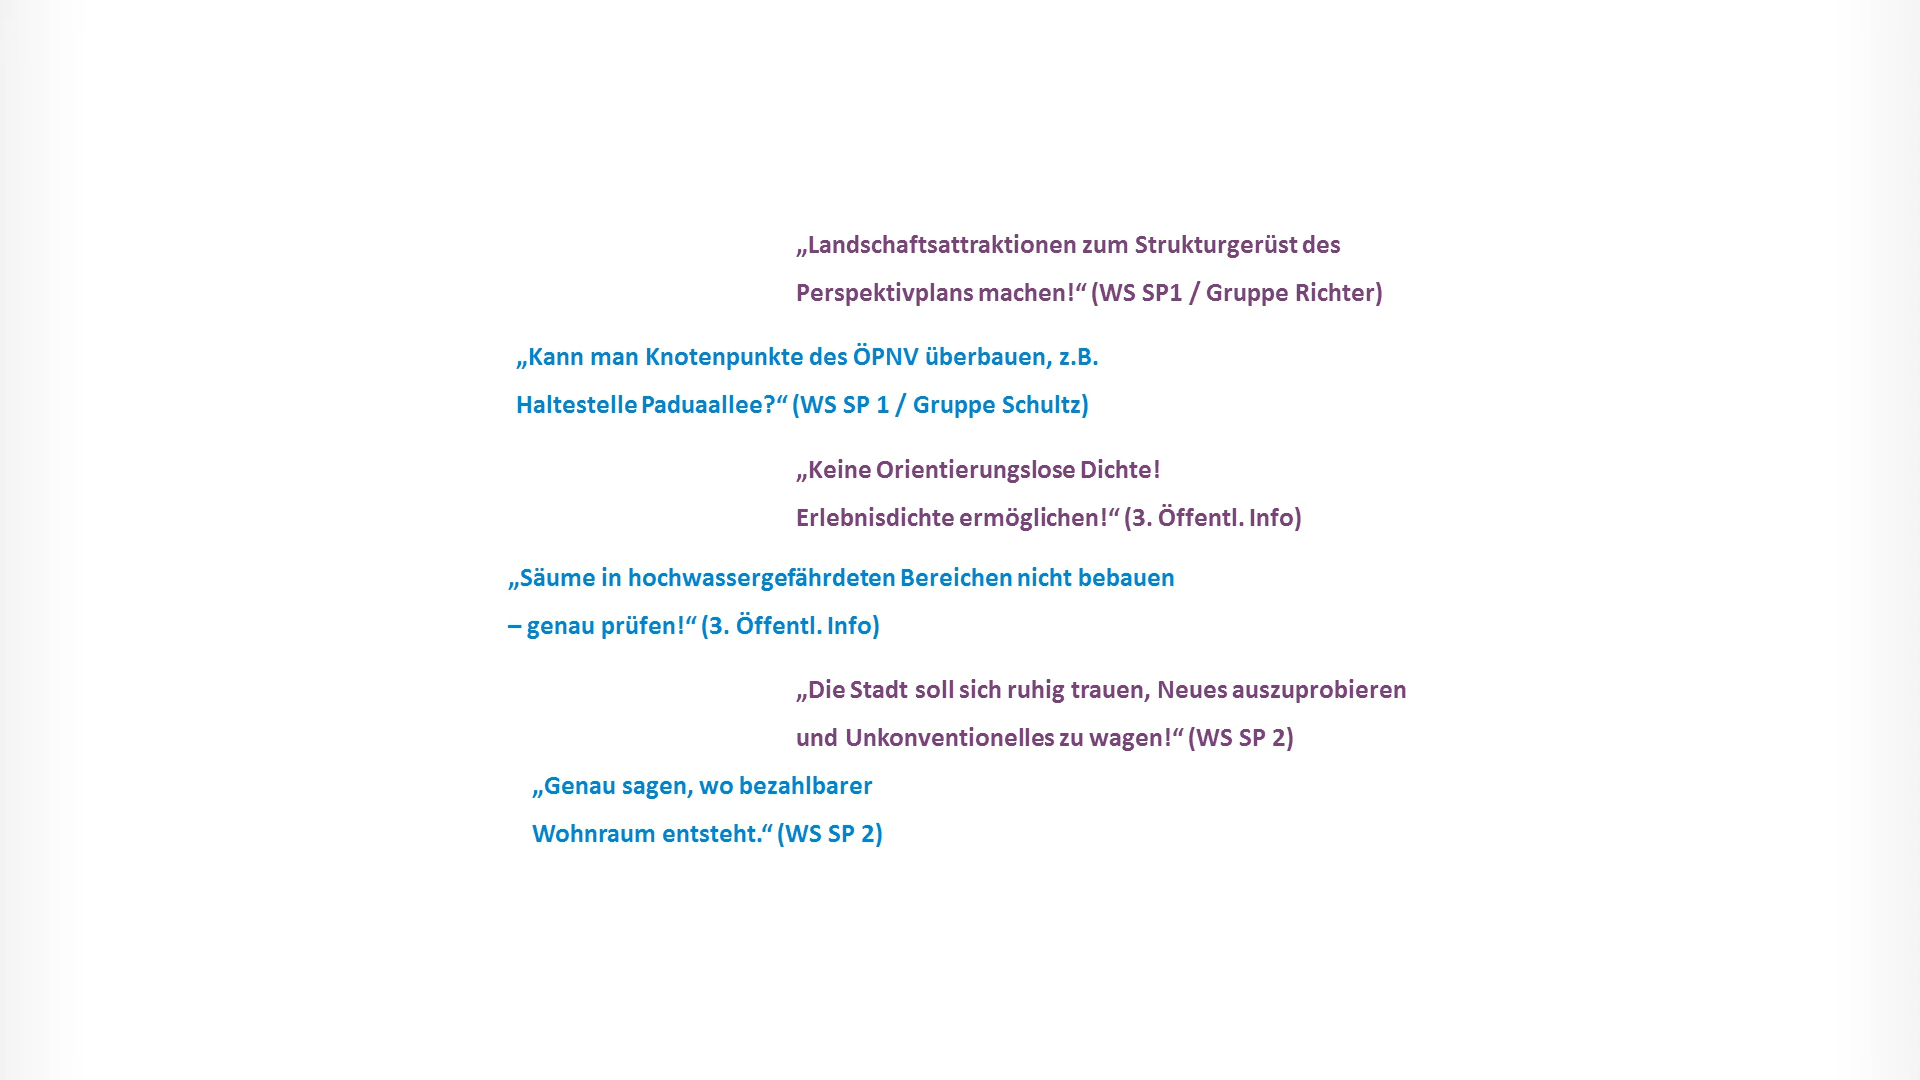 „Landschaftsattraktionen zum Strukturgerüst des
Perspektivplans machen!“ (WS SP1 / Gruppe Richter)
„Kann man Knotenpunkte des ÖPNV überbauen, z.B.
Haltestelle Paduaallee?“ (WS SP 1 / Gruppe Schultz)
„Keine Orientierungslose Dichte!
Erlebnisdichte ermöglichen!“ (3. Öffentl. Info)
„Säume in hochwassergefährdeten Bereichen nicht bebauen
– genau prüfen!“ (3. Öffentl. Info)
„Die Stadt soll sich ruhig trauen, Neues auszuprobieren
und Unkonventionelles zu wagen!“ (WS SP 2)
„Genau sagen, wo bezahlbarer
Wohnraum entsteht.“ (WS SP 2)